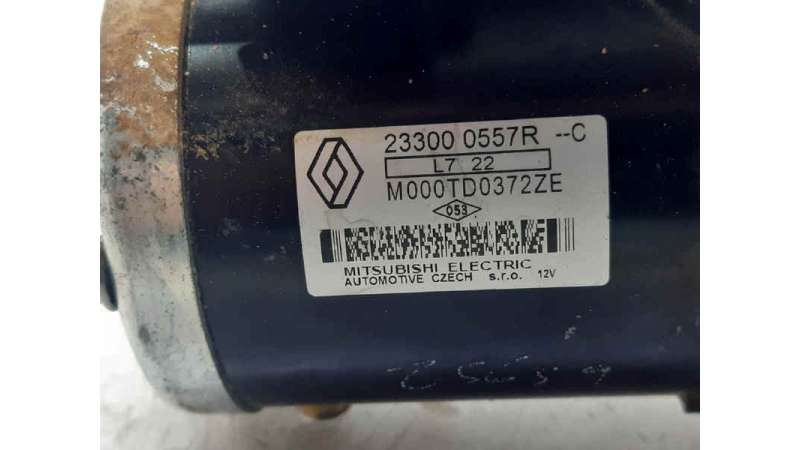 23300 0557R --C
L7 22
M000TD0372ZE
053
MITSUBISHI ELECTRIC
AUTOMOTIVE CZECH s.r.o. 12V